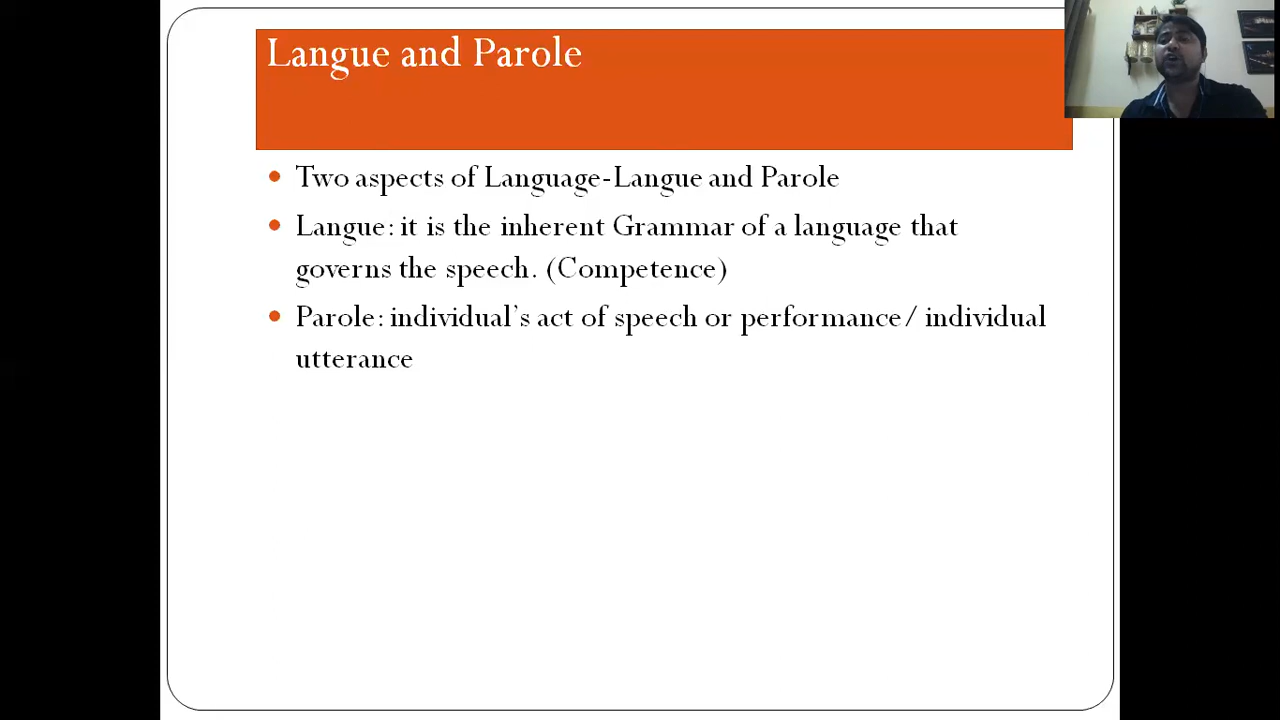 Langue and Parole
Two aspects of Language-Langue and Parole
Langue: it is the inherent Grammar of a language that
governs the speech. (Competence)
Parole: individual's act of speech or performance/ individual
utterance